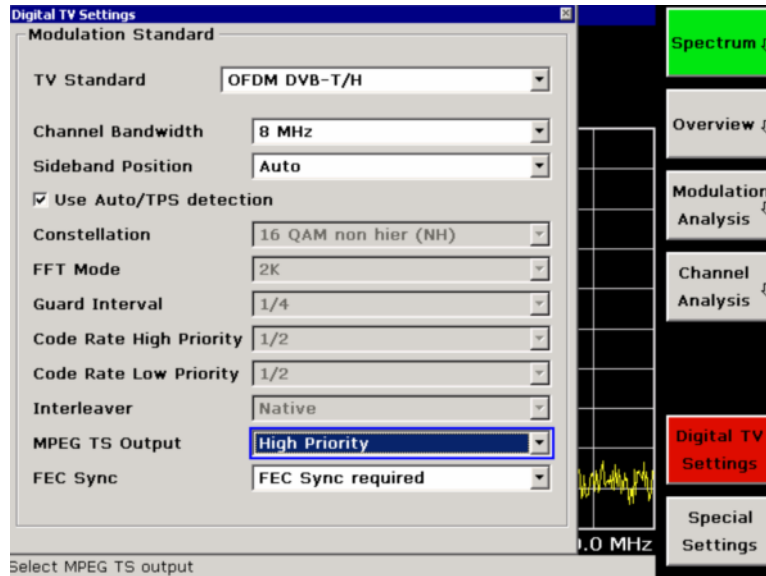 Digital TV Settings
Modulation Standard
TV Standard OFDM DVB-T/H
Channel Bandwidth 8 MHz
Sideband Position Auto
Use Auto/TPS detection
Constellation 16 QAM non hier (NH)
FFT Mode 2K
Guard Interval 1/4
Code Rate High Priority 1/2
Code Rate Low Priority 1/2
Interleaver Native
MPEG TS Output High Priority
FEC Sync FEC Sync required
Select MPEG TS output
.0 MHz
Spectrum
Overview
Modulation
Analysis
Channel
Analysis
Digital TV
Settings
Special
Settings